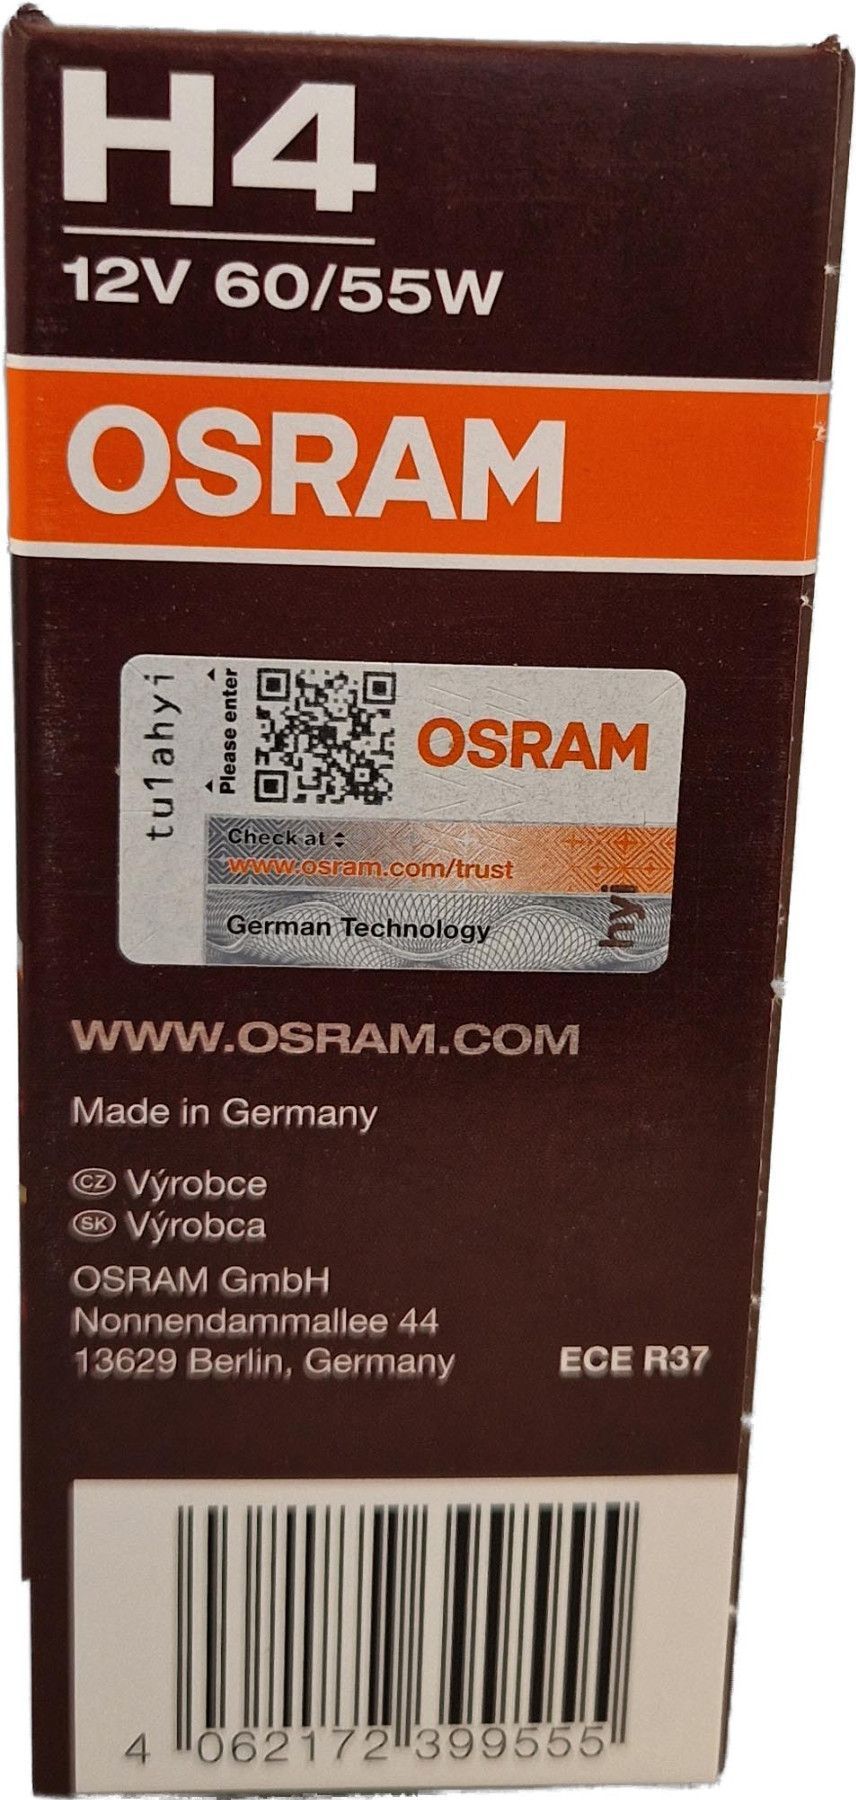 H4
12V 60/55W
OSRAM
tu1ahyi
Please enter
OSRAM
Check at
www.osram.com/trust
German Technology
hyi
WWW.OSRAM.COM
Made in Germany
CZ Výrobce
SK Výrobca
OSRAM GmbH
Nonnendammallee 44
13629 Berlin, Germany
ECE R37
4 062172 399555